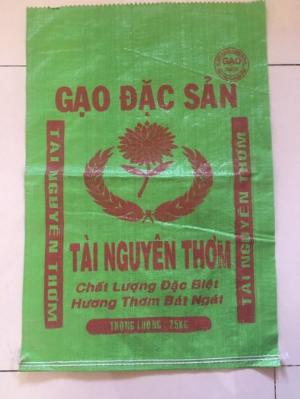 GẠO
GẠO ĐẶC SẢN
TÀI NGUYÊN THƠM
TÀI NGUYÊN THƠM
TÀI NGUYÊN THƠM
Chất Lượng Đặc Biệt
Hương Thơm Bát Ngát
TRỌNG LƯỢNG - 25KG